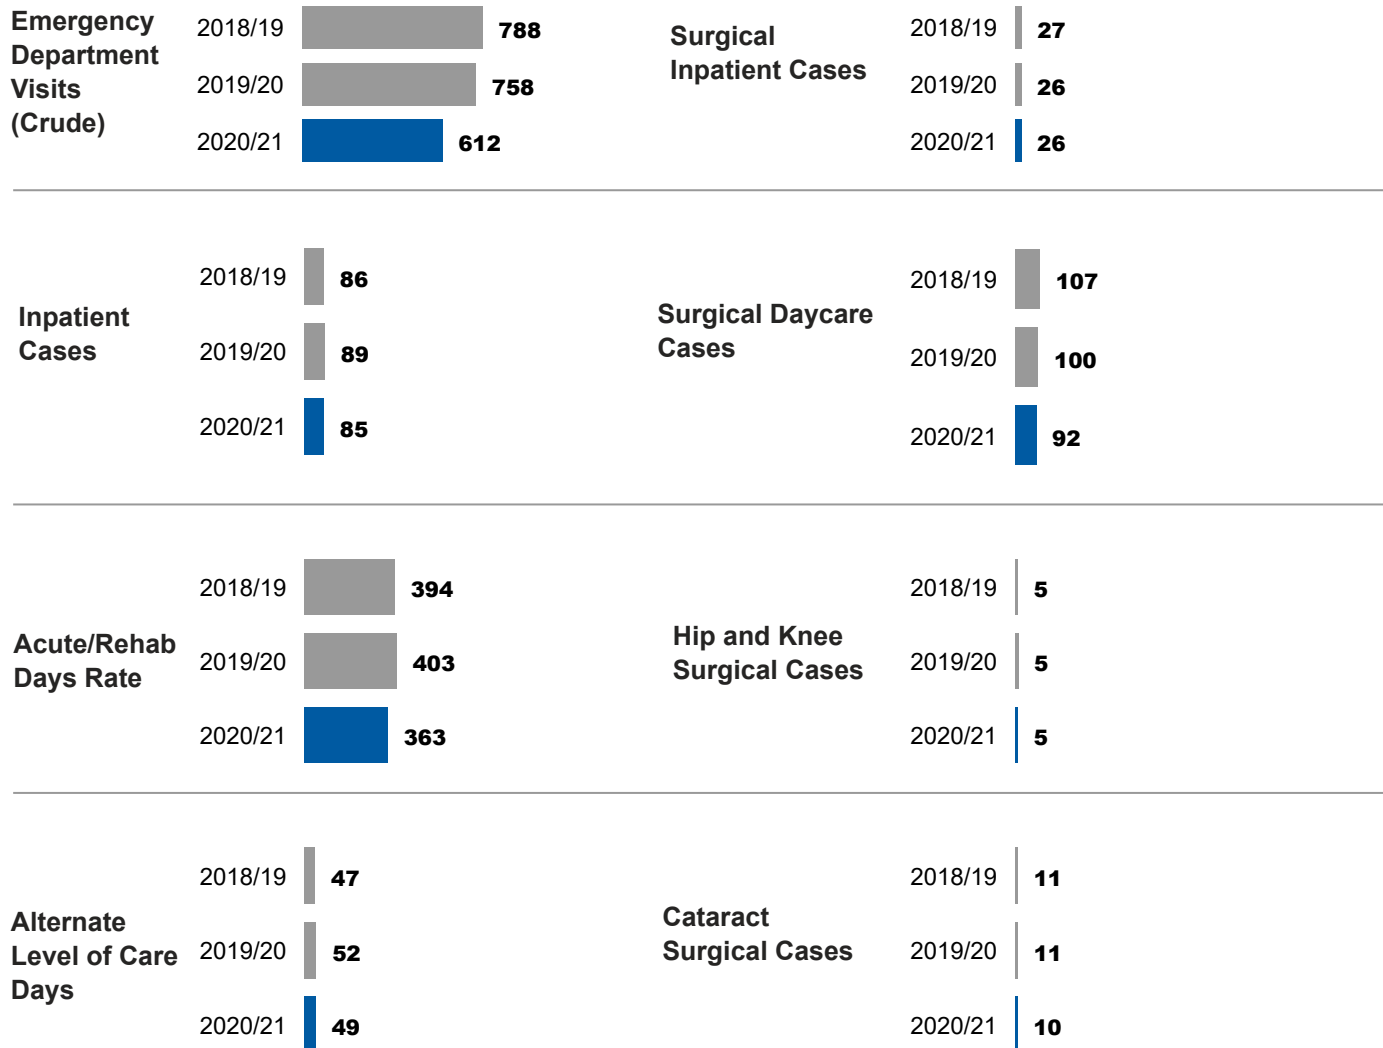 Emergency
Department
Visits
(Crude)
2018/19 788
2019/20 758
2020/21 612
Surgical
Inpatient Cases
2018/19 27
2019/20 26
2020/21 26
Inpatient
Cases
2018/19 86
2019/20 89
2020/21 85
Surgical Daycare
Cases
2018/19 107
2019/20 100
2020/21 92
Acute/Rehab
Days Rate
2018/19 394
2019/20 403
2020/21 363
Hip and Knee
Surgical Cases
2018/19 5
2019/20 5
2020/21 5
Alternate
Level of Care
Days
2018/19 47
2019/20 52
2020/21 49
Cataract
Surgical Cases
2018/19 11
2019/20 11
2020/21 10